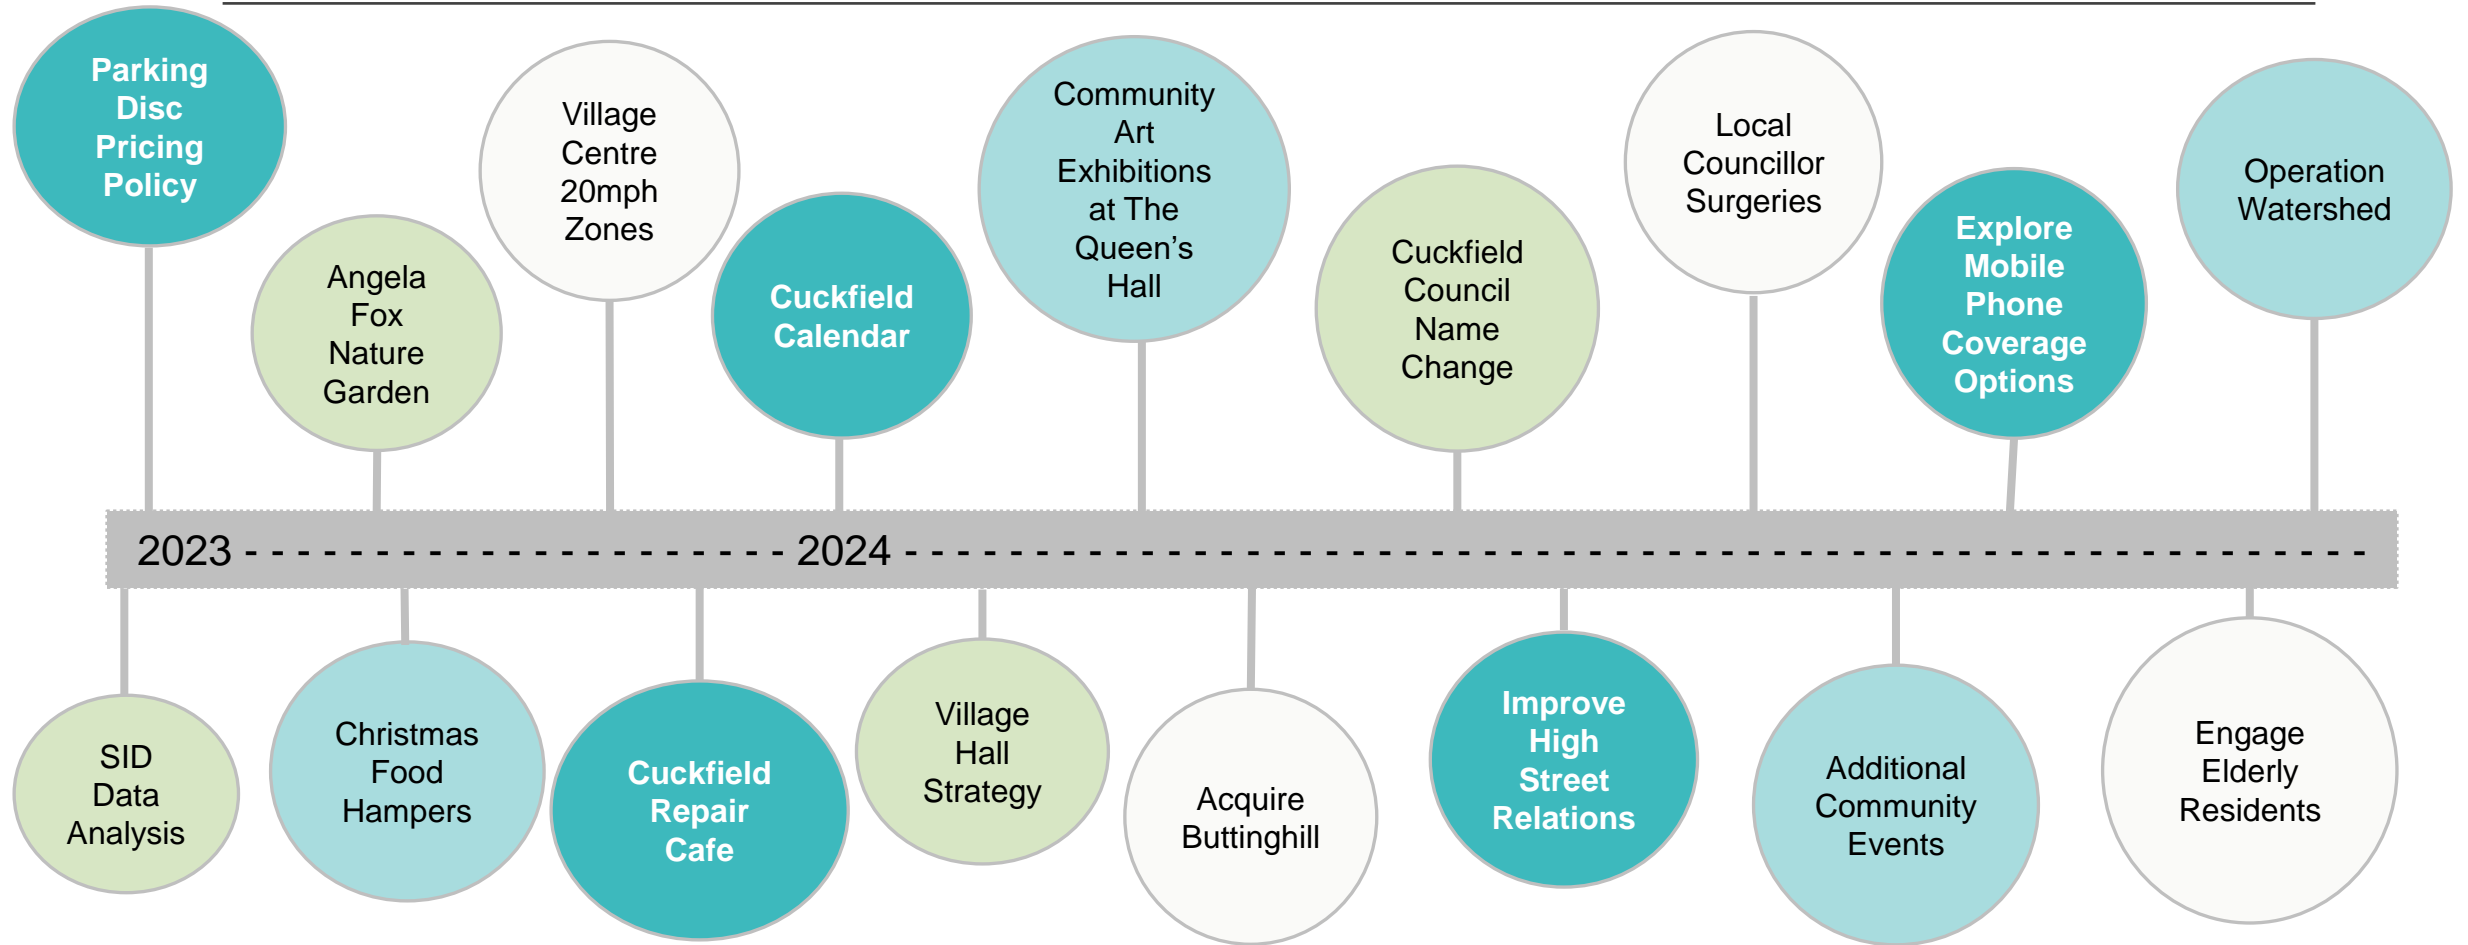 Parking
Disc
Pricing
Policy
Angela
Fox
Nature
Garden
Village
Centre
20mph
Zones
Cuckfield
Calendar
Community
Art
Exhibitions
at The
Queen’s
Hall
Cuckfield
Council
Name
Change
Local
Councillor
Surgeries
Explore
Mobile
Phone
Coverage
Options
Operation
Watershed
2023 - - - - - - - - - - - - - - - - - - - - - 2024 - - - - - - - - - - - - - - - - - - - - - - - - - - - - - - - - - - - - - - - - - - - - - - - - - - - - - - - -
SID
Data
Analysis
Christmas
Food
Hampers
Cuckfield
Repair
Cafe
Village
Hall
Strategy
Acquire
Buttinghill
Improve
High
Street
Relations
Additional
Community
Events
Engage
Elderly
Residents